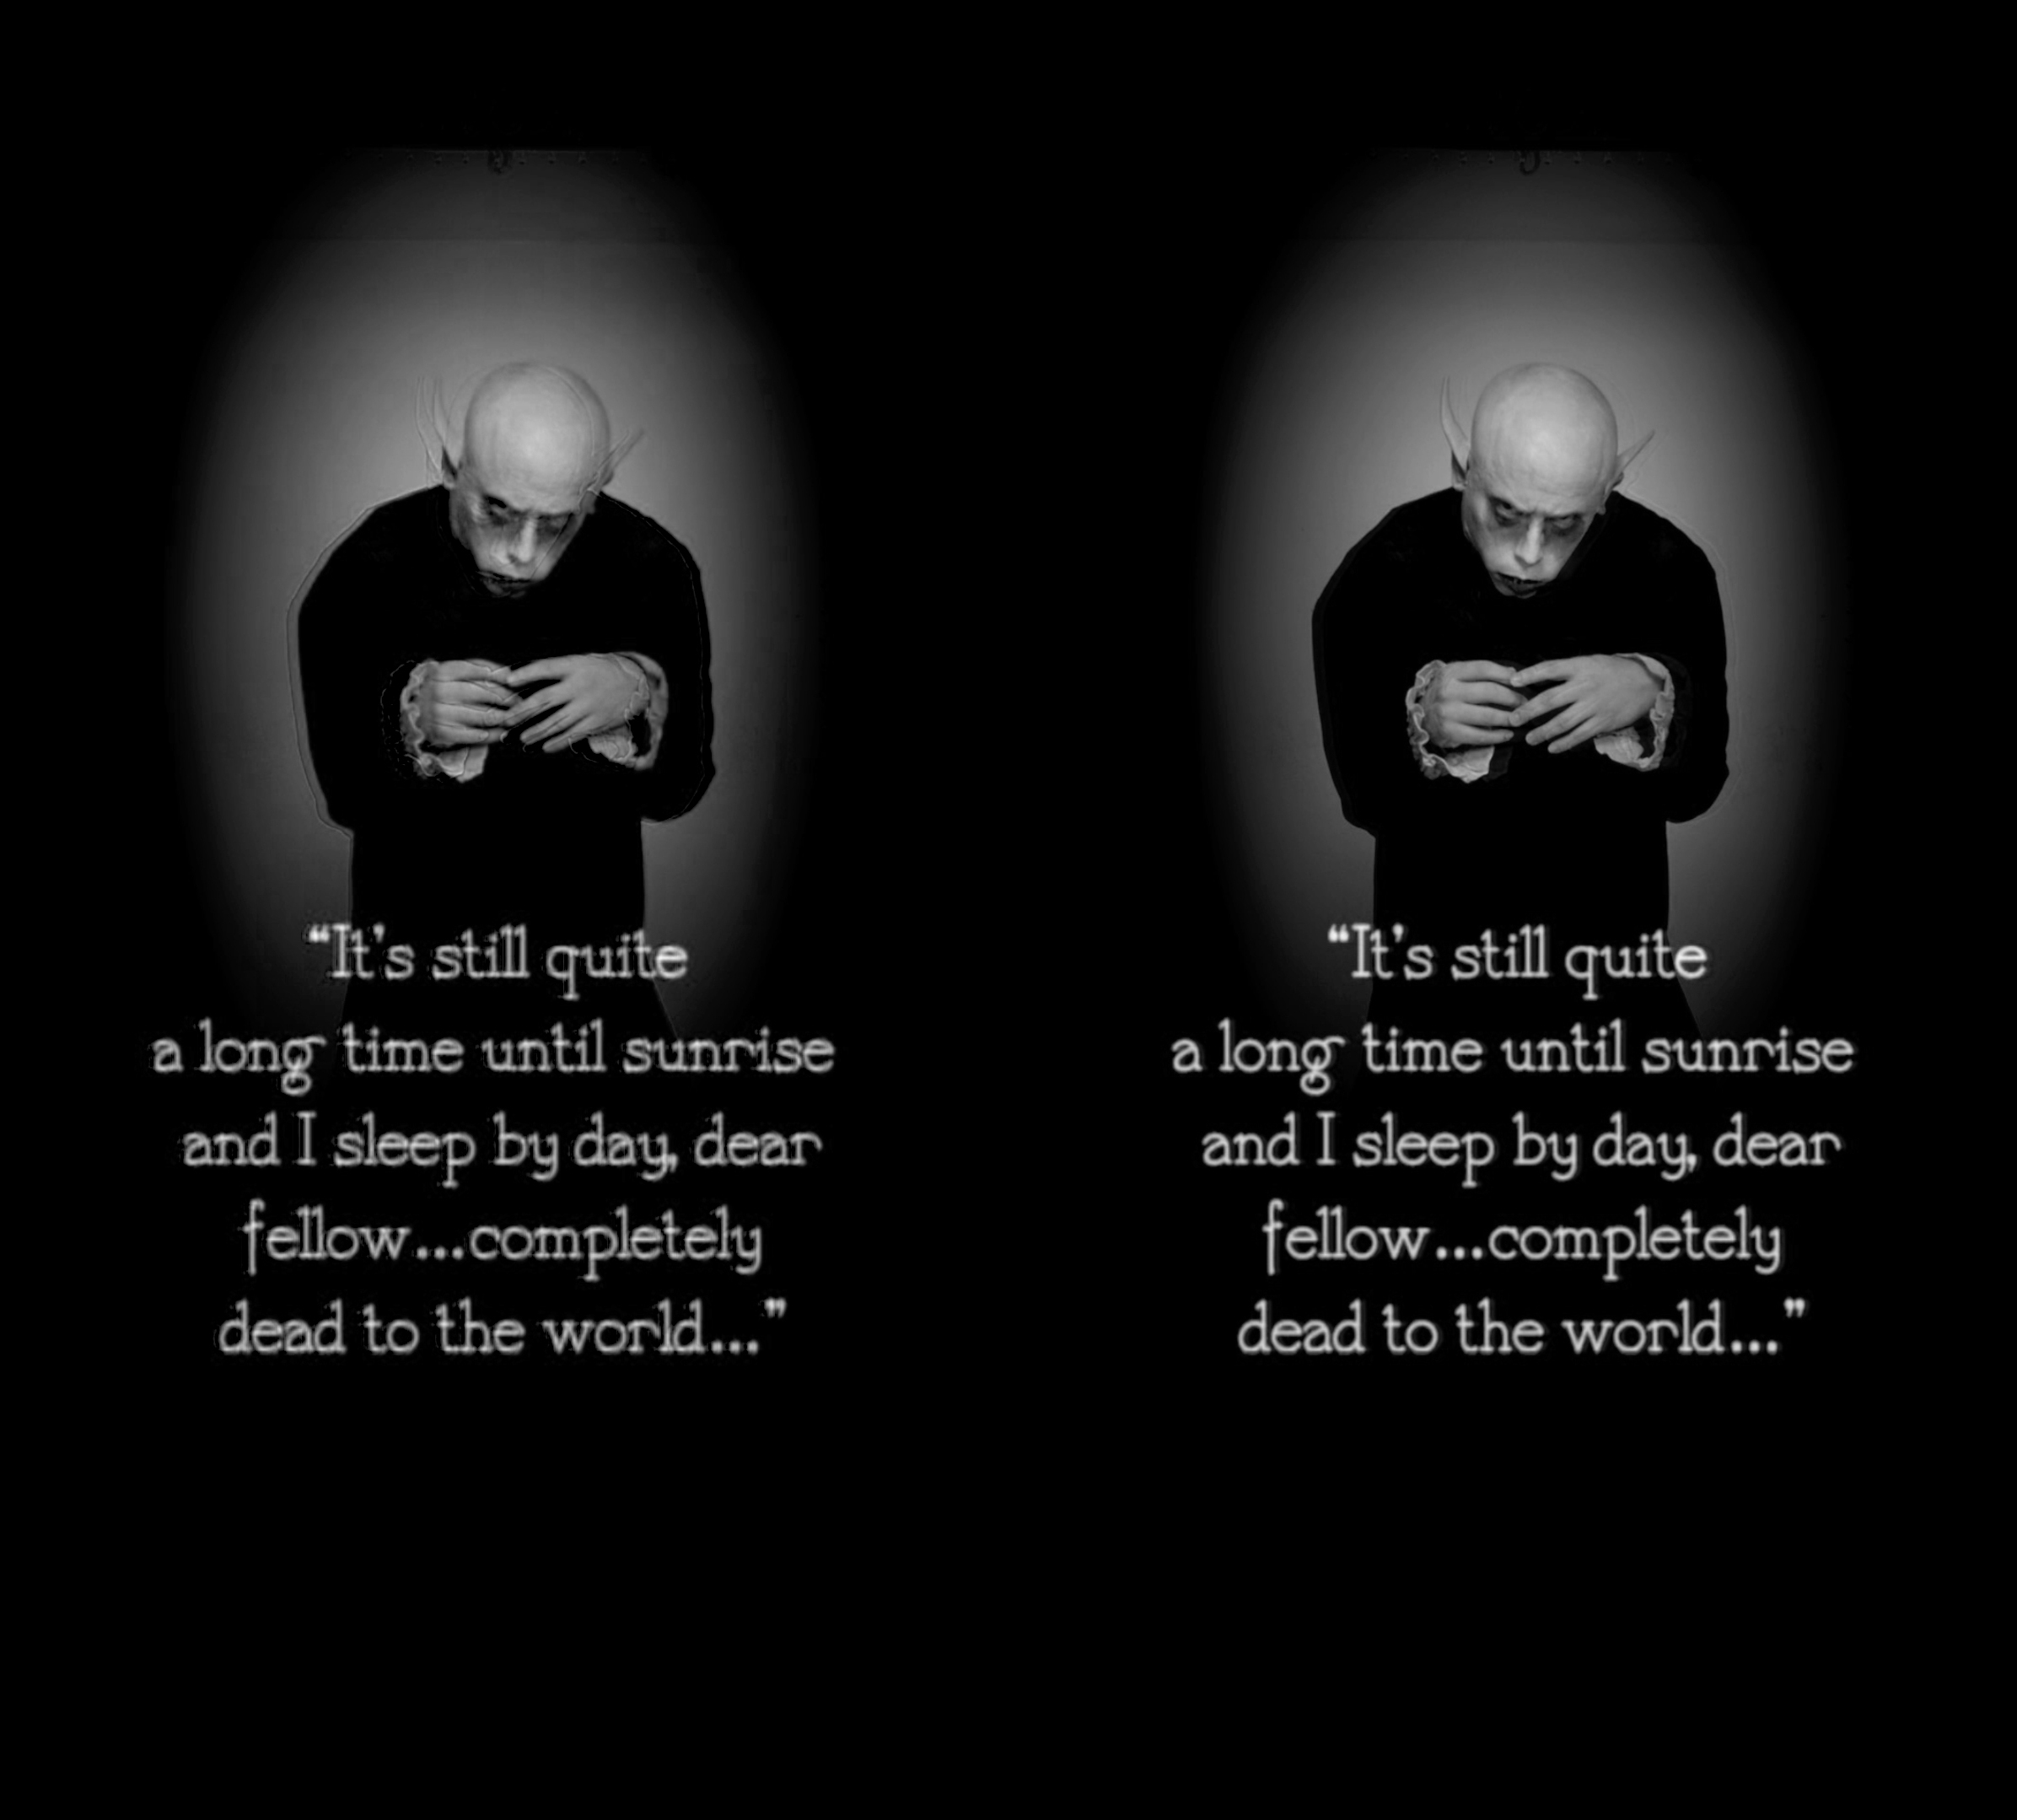 “It's still quite
a long time until sunrise
and I sleep by day, dear
fellow...completely
dead to the world...”
“It's still quite
a long time until sunrise
and I sleep by day, dear
fellow...completely
dead to the world...”